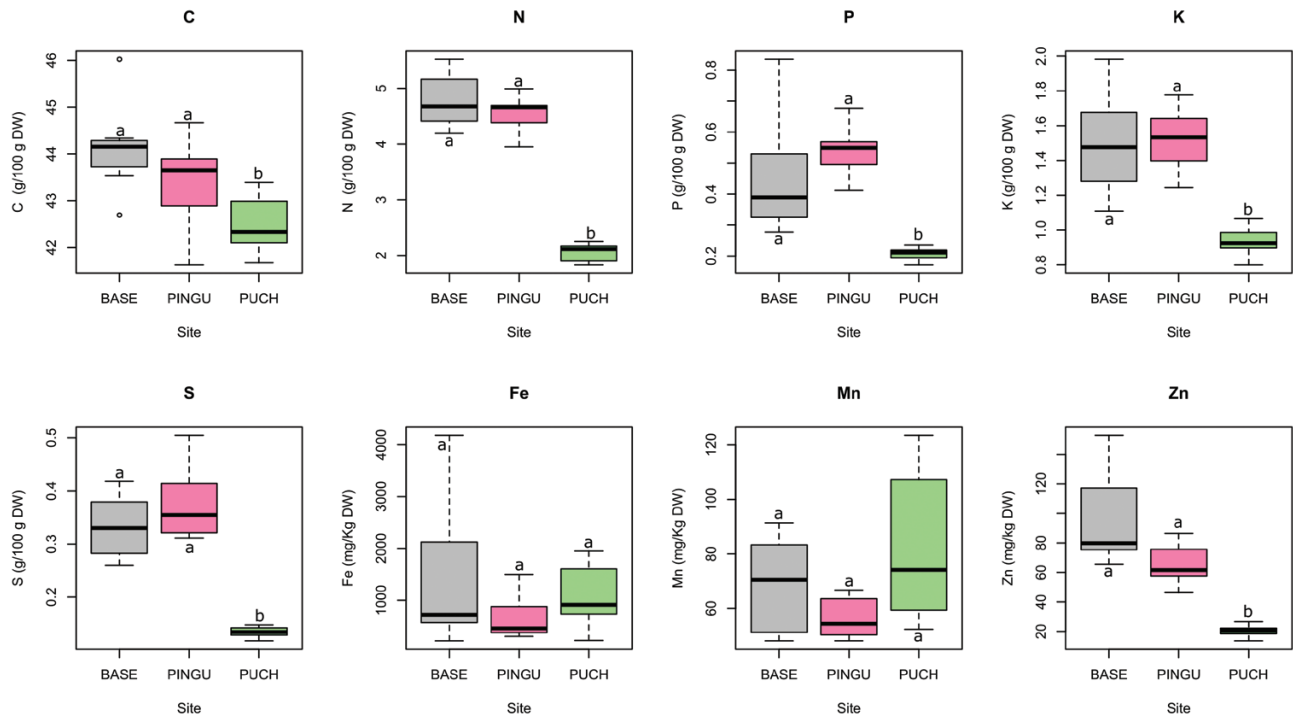 C
C (g/100 g DW)
46
45
44
43
42
a
a
b
BASE PINGU PUCH
Site
N
N (g/100 g DW)
5
4
3
2
a
a
b
BASE PINGU PUCH
Site
P
P (g/100 g DW)
0.8
0.6
0.4
0.2
a
a
b
BASE PINGU PUCH
Site
K
K (g/100 g DW)
2.0
1.8
1.6
1.4
1.2
1.0
0.8
a
a
b
BASE PINGU PUCH
Site
S
S (g/100 g DW)
0.5
0.4
0.3
0.2
a
a
b
BASE PINGU PUCH
Site
Fe
Fe (mg/Kg DW)
4000
3000
2000
1000
a
a
a
BASE PINGU PUCH
Site
Mn
Mn (mg/Kg DW)
120
100
80
60
a
a
a
BASE PINGU PUCH
Site
Zn
Zn (mg/kg DW)
120
80
60
40
20
a
a
b
BASE PINGU PUCH
Site